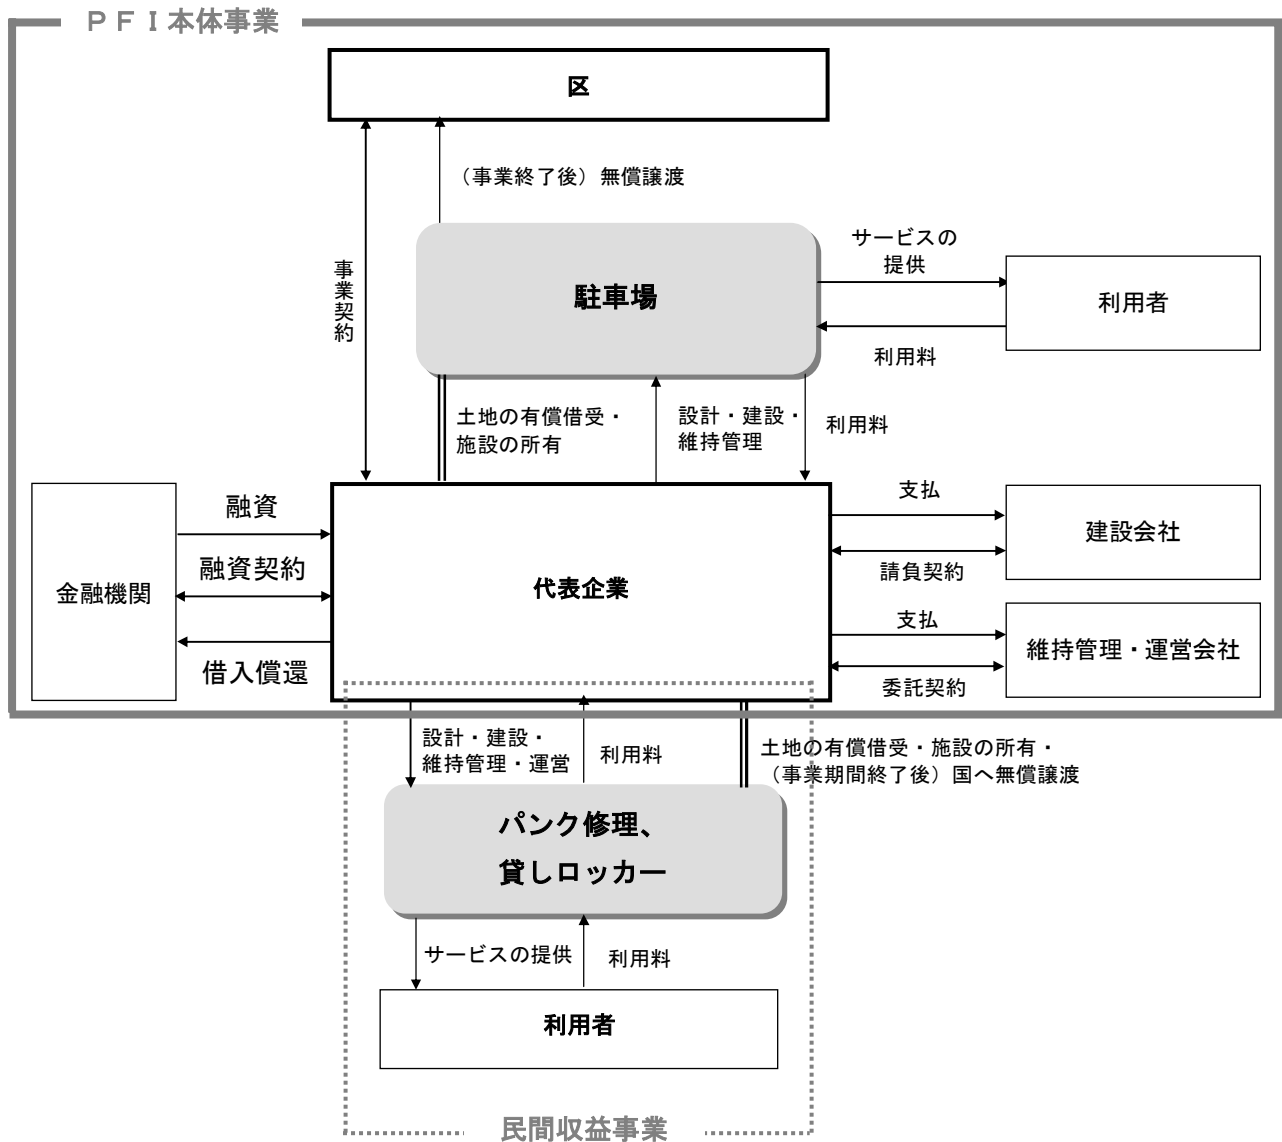 ＰＦＩ本体事業
区
（事業終了後）無償譲渡
事業契約
駐車場
サービスの
提供
利用者
利用料
土地の有償借受・
施設の所有
設計・建設・
維持管理
利用料
金融機関
融資
融資契約
借入償還
代表企業
支払
請負契約
建設会社
支払
委託契約
維持管理・運営会社
設計・建設・
維持管理・運営
利用料
土地の有償借受・施設の所有・
（事業期間終了後）国へ無償譲渡
パンク修理、
貸しロッカー
サービスの提供
利用料
利用者
民間収益事業